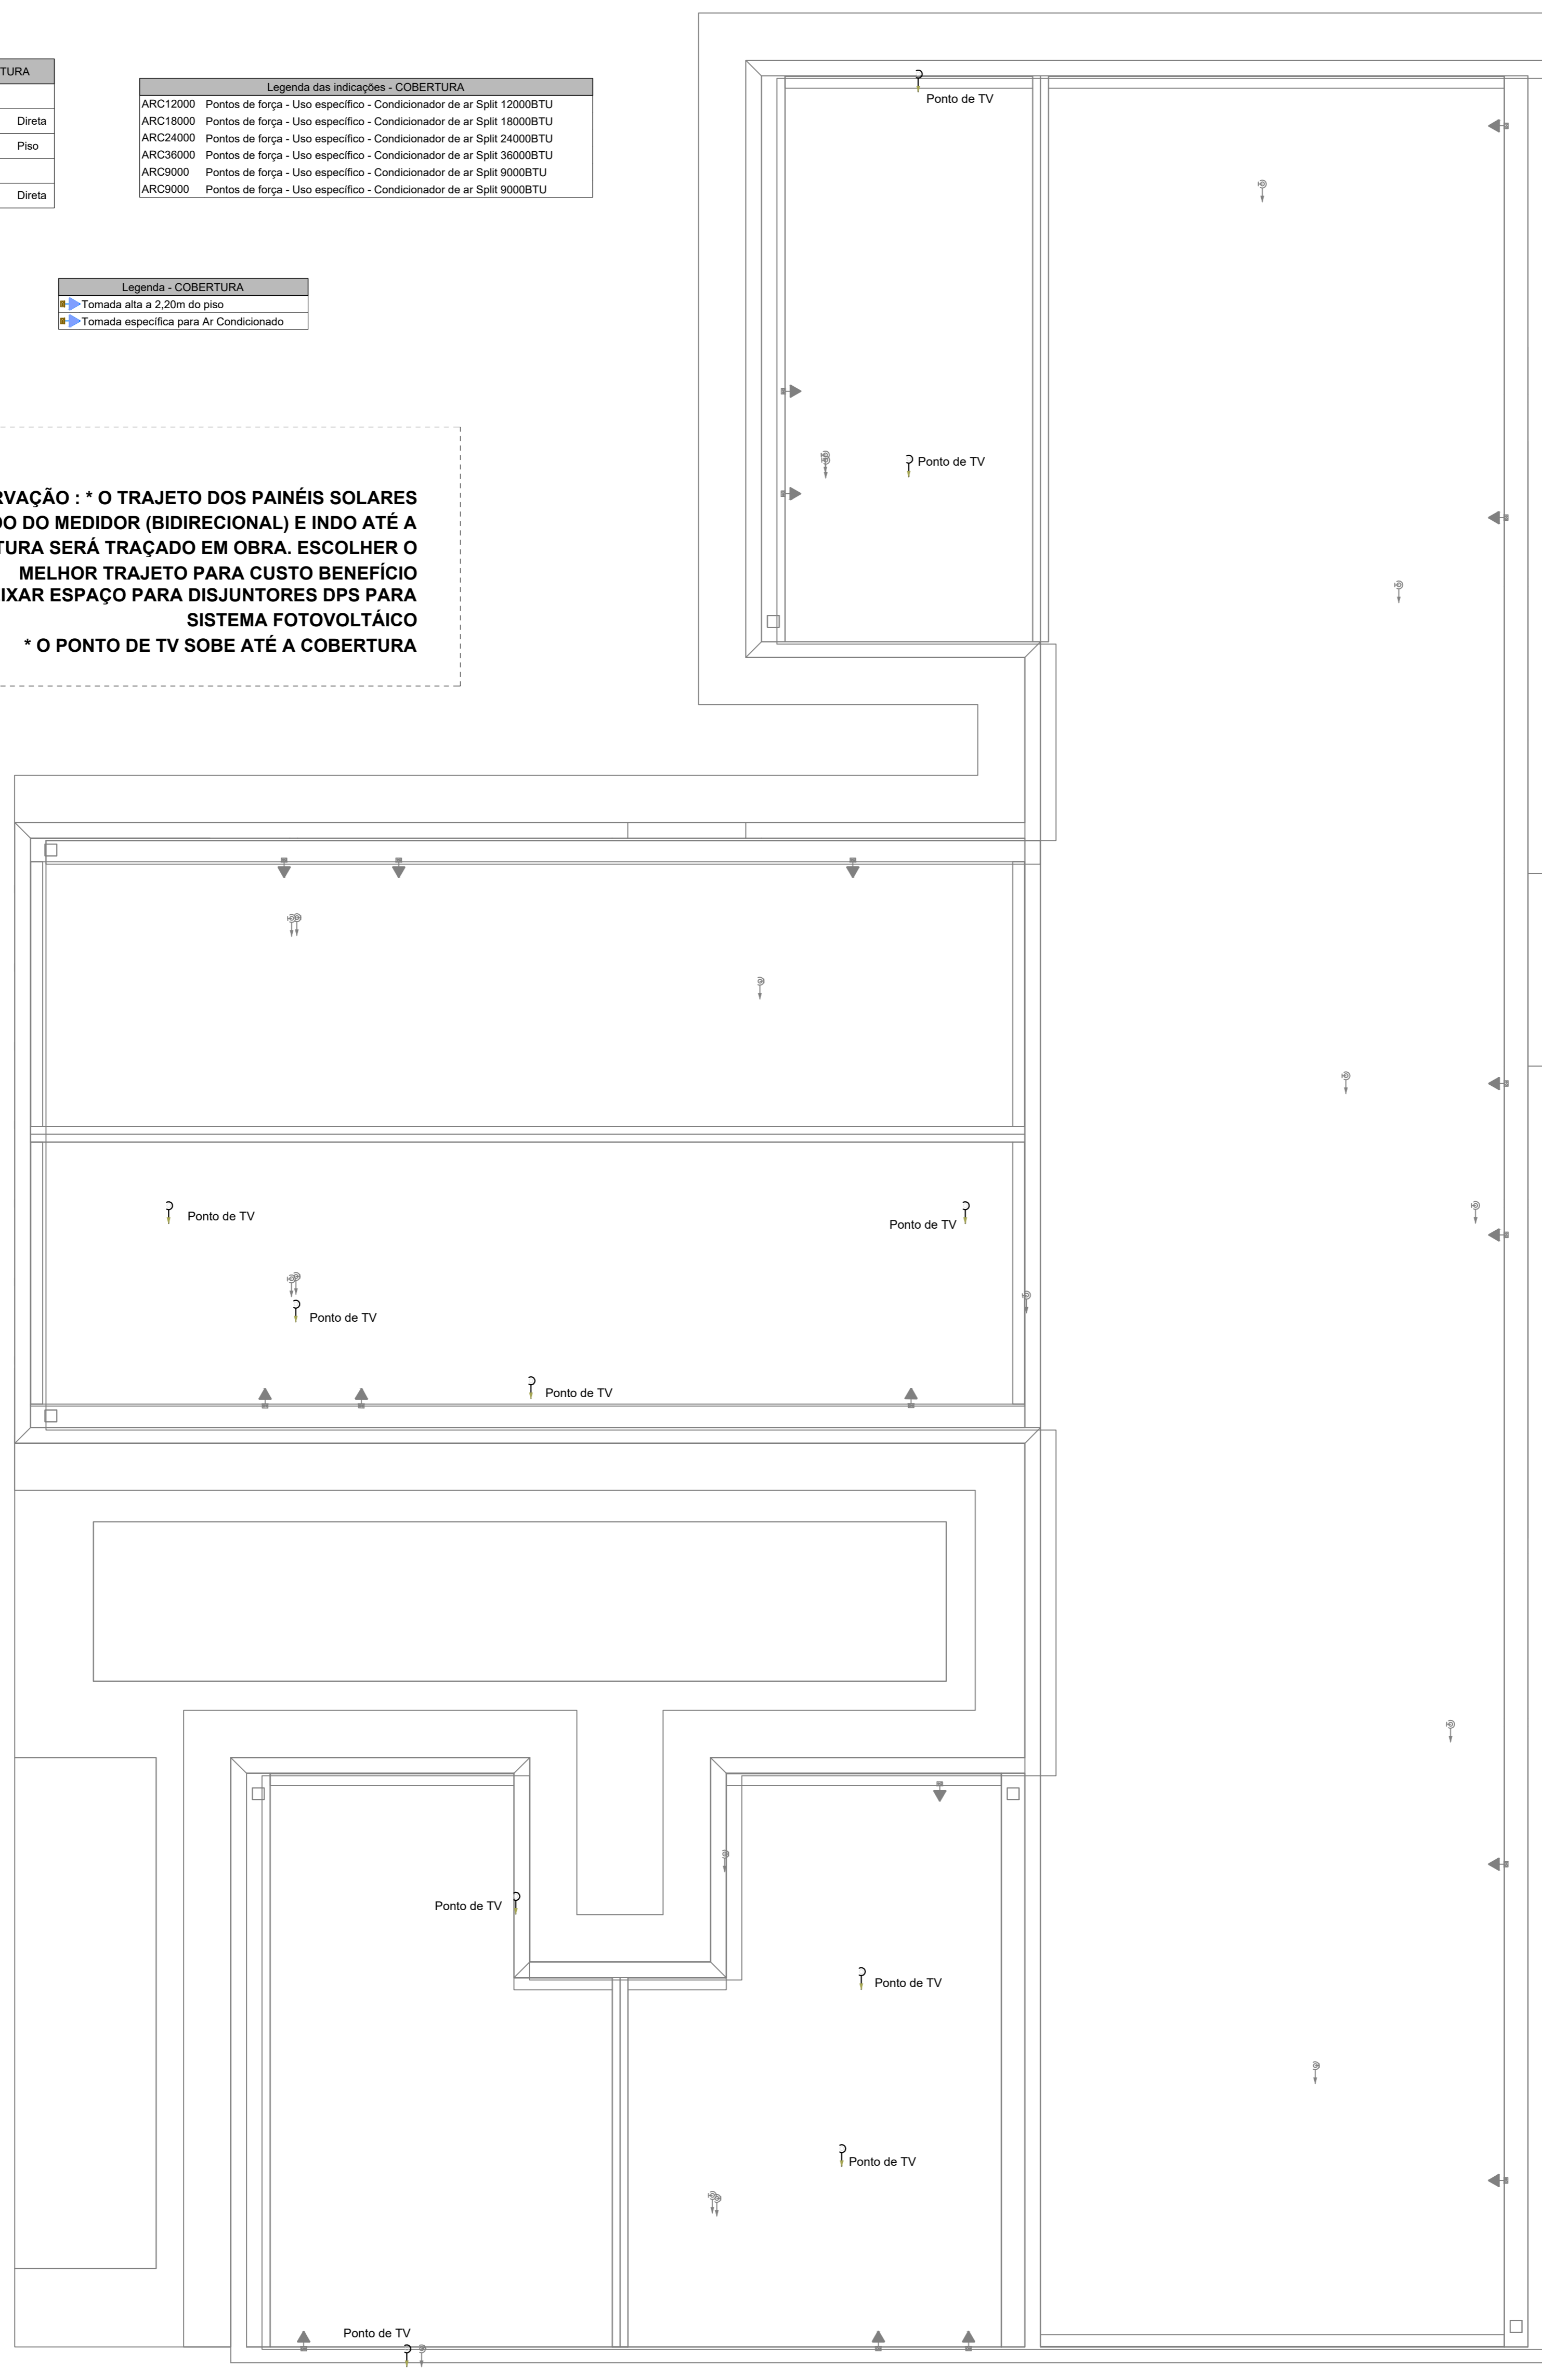 TURA
Direta
Piso
Direta
Legenda das indicações - COBERTURA
ARC12000 Pontos de força - Uso específico - Condicionador de ar Split 12000BTU
ARC18000 Pontos de força - Uso específico - Condicionador de ar Split 18000BTU
ARC24000 Pontos de força - Uso específico - Condicionador de ar Split 24000BTU
ARC36000 Pontos de força - Uso específico - Condicionador de ar Split 36000BTU
ARC9000 Pontos de força - Uso específico - Condicionador de ar Split 9000BTU
ARC9000 Pontos de força - Uso específico - Condicionador de ar Split 9000BTU
Legenda - COBERTURA
Tomada alta a 2,20m do piso
Tomada específica para Ar Condicionado
RVAÇÃO : * O TRAJETO DOS PAINÉIS SOLARES
DO DO MEDIDOR (BIDIRECIONAL) E INDO ATÉ A
TURA SERÁ TRAÇADO EM OBRA. ESCOLHER O
MELHOR TRAJETO PARA CUSTO BENEFÍCIO
IXAR ESPAÇO PARA DISJUNTORES DPS PARA
SISTEMA FOTOVOLTÁICO
* O PONTO DE TV SOBE ATÉ A COBERTURA
Ponto de TV
Ponto de TV
Ponto de TV
Ponto de TV
Ponto de TV
Ponto de TV
Ponto de TV
Ponto de TV
Ponto de TV
Ponto de TV